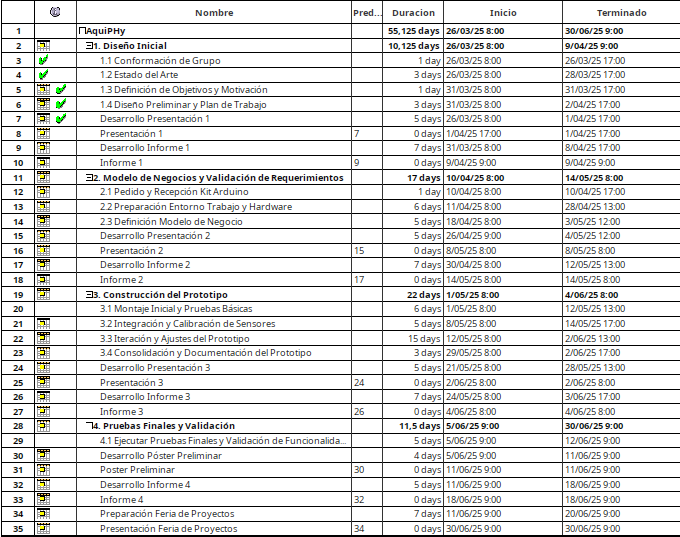 Nombre Pred... Duracion Inicio Terminado
1 AquiPHy 55,125 days 26/03/25 8:00 30/06/25 9:00
2 1. Diseño Inicial 10,125 days 26/03/25 8:00 9/04/25 9:00
3 1.1 Conformación de Grupo 1 day 26/03/25 8:00 26/03/25 17:00
4 1.2 Estado del Arte 3 days 26/03/25 8:00 28/03/25 17:00
5 1.3 Definición de Objetivos y Motivación 1 day 31/03/25 8:00 31/03/25 17:00
6 1.4 Diseño Preliminar y Plan de Trabajo 3 days 31/03/25 8:00 2/04/25 17:00
7 Desarrollo Presentación 1 5 days 26/03/25 8:00 1/04/25 17:00
8 Presentación 1 7 0 days 1/04/25 17:00 1/04/25 17:00
9 Desarrollo Informe 1 7 days 31/03/25 8:00 8/04/25 17:00
10 Informe 1 9 0 days 9/04/25 9:00 9/04/25 9:00
11 2. Modelo de Negocios y Validación de Requerimientos 17 days 10/04/25 8:00 14/05/25 8:00
12 2.1 Pedido y Recepción Kit Arduino 1 day 10/04/25 8:00 10/04/25 17:00
13 2.2 Preparación Entorno Trabajo y Hardware 6 days 11/04/25 8:00 28/04/25 13:00
14 2.3 Definición Modelo de Negocio 5 days 18/04/25 8:00 3/05/25 12:00
15 Desarrollo Presentación 2 5 days 26/04/25 9:00 4/05/25 12:00
16 Presentación 2 15 0 days 8/05/25 8:00 8/05/25 8:00
17 Desarrollo Informe 2 7 days 30/04/25 8:00 12/05/25 13:00
18 Informe 2 17 0 days 14/05/25 8:00 14/05/25 8:00
19 3. Construcción del Prototipo 22 days 1/05/25 8:00 4/06/25 8:00
20 3.1 Montaje Inicial y Pruebas Básicas 6 days 1/05/25 8:00 12/05/25 13:00
21 3.2 Integración y Calibración de Sensores 5 days 8/05/25 8:00 14/05/25 17:00
22 3.3 Iteración y Ajustes del Prototipo 15 days 12/05/25 8:00 2/06/25 13:00
23 3.4 Consolidación y Documentación del Prototipo 3 days 29/05/25 8:00 2/06/25 17:00
24 Desarrollo Presentación 3 5 days 21/05/25 8:00 28/05/25 13:00
25 Presentación 3 24 0 days 2/06/25 8:00 2/06/25 8:00
26 Desarrollo Informe 3 7 days 24/05/25 8:00 3/06/25 17:00
27 Informe 3 26 0 days 4/06/25 8:00 4/06/25 8:00
28 4. Pruebas Finales y Validación 11,5 days 5/06/25 9:00 30/06/25 9:00
29 4.1 Ejecutar Pruebas Finales y Validación de Funcionalida... 5 days 5/06/25 9:00 12/06/25 9:00
30 Desarrollo Póster Preliminar 4 days 5/06/25 9:00 11/06/25 9:00
31 Poster Preliminar 30 0 days 11/06/25 9:00 11/06/25 9:00
32 Desarrollo Informe 4 5 days 11/06/25 9:00 18/06/25 9:00
33 Informe 4 32 0 days 18/06/25 9:00 18/06/25 9:00
34 Preparación Feria de Proyectos 7 days 11/06/25 9:00 20/06/25 9:00
35 Presentación Feria de Proyectos 34 0 days 30/06/25 9:00 30/06/25 9:00